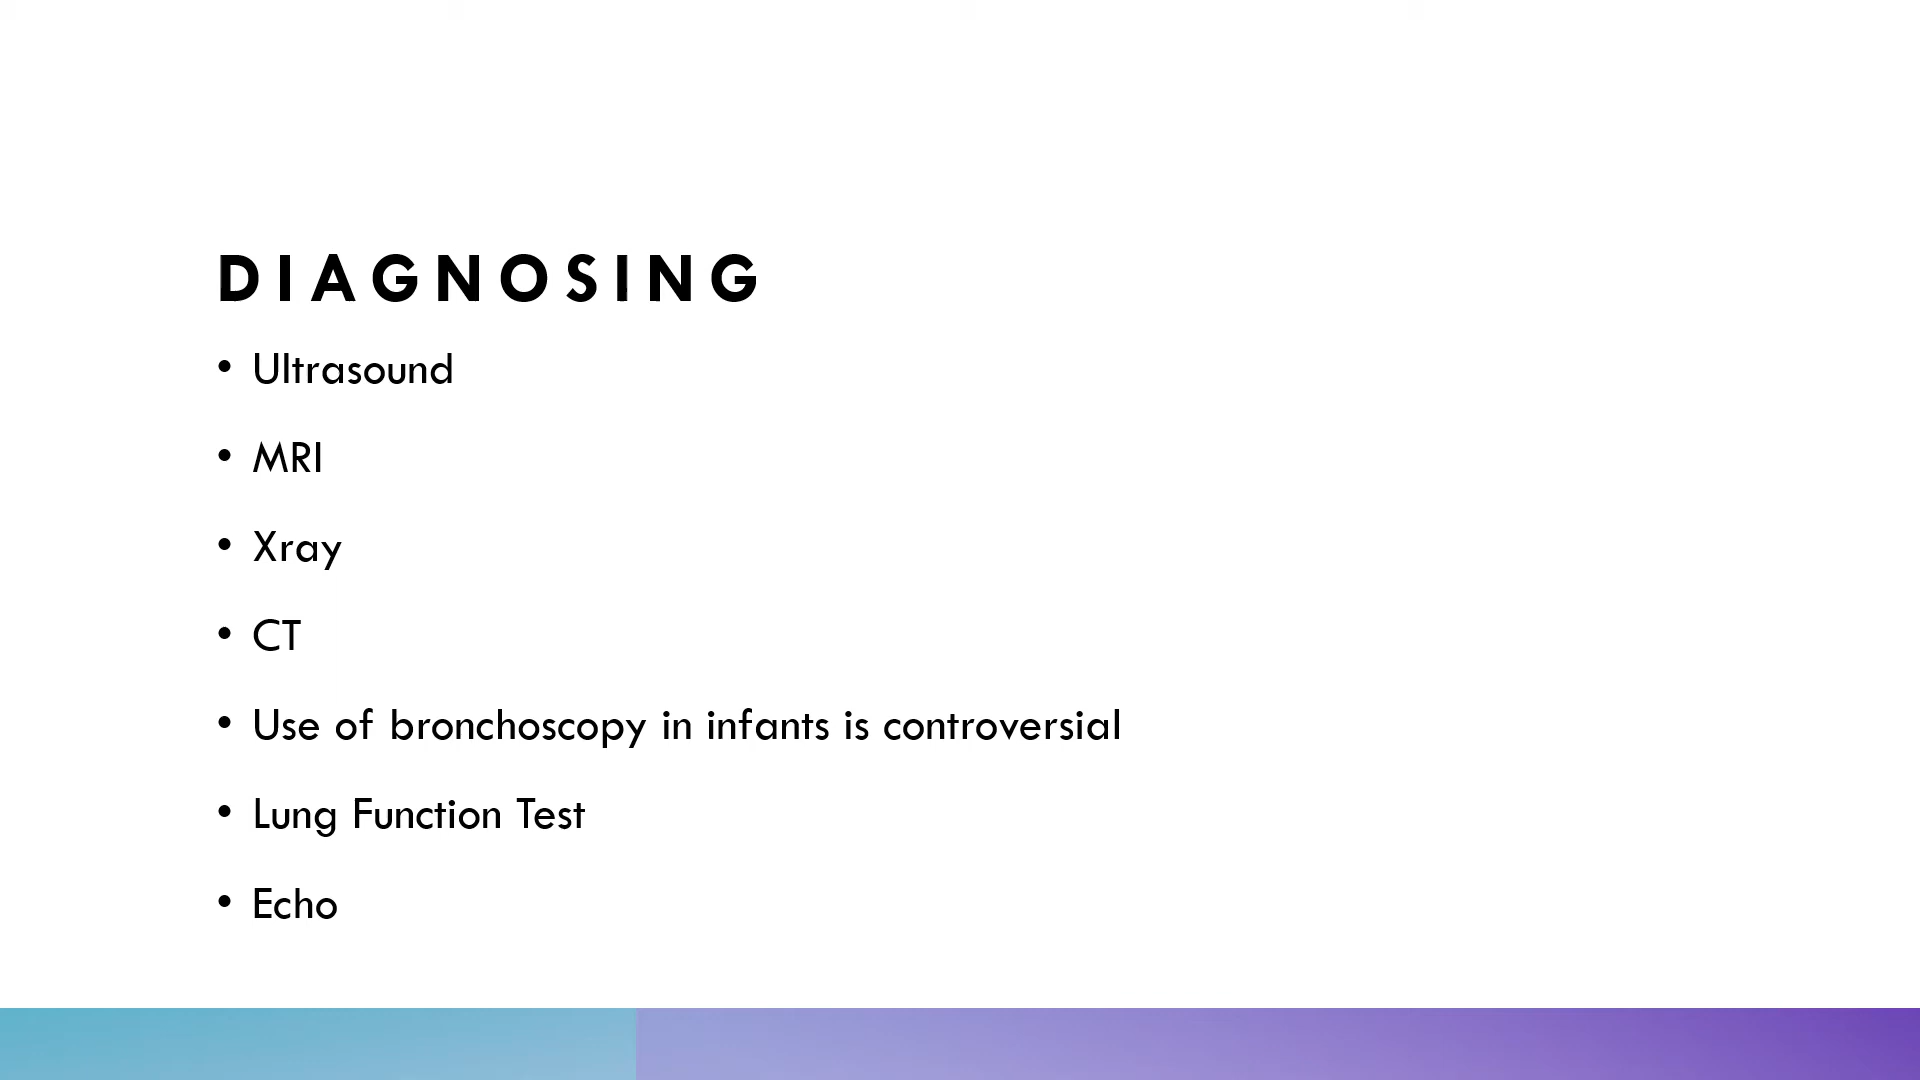 DIAGNOSING
• Ultrasound
• MRI
• Xray
• CT
• Use of bronchoscopy in infants is controversial
• Lung Function Test
• Echo